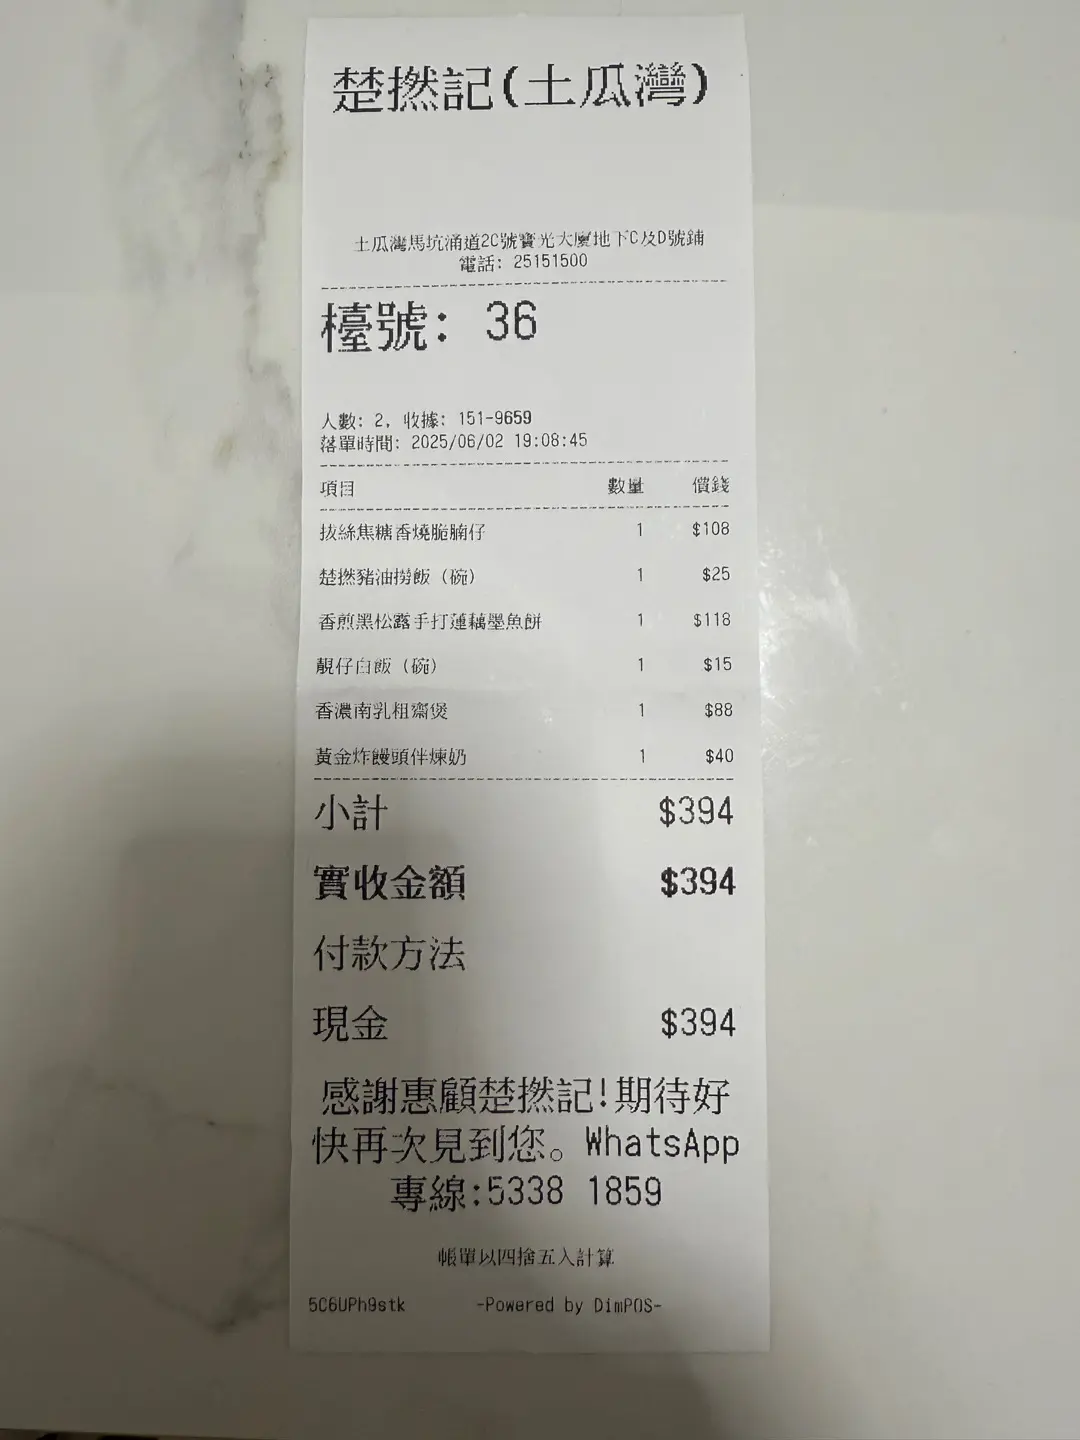 楚撚記(土瓜灣)
土瓜灣馬坑涌道2C號寶光大廈地下C及D號鋪
電話: 25151500
檯號: 36
人數: 2, 收據: 151-9659
落單時間: 2025/06/02 19:08:45
項目 數量 價錢
拔絲焦糖香燒脆腩仔 1 $108
楚撚豬油撈飯（碗） 1 $25
香煎黑松露手打蓮藕墨魚餅 1 $118
靚仔白飯（碗） 1 $15
香濃南乳粗齋煲 1 $88
黃金炸饅頭伴煉奶 1 $40
小計 $394
實收金額 $394
付款方法
現金 $394
感謝惠顧楚撚記!期待好
快再次見到您。WhatsApp
專線:5338 1859
帳單以四捨五入計算
5C6UPh9stk -Powered by DimPOS-